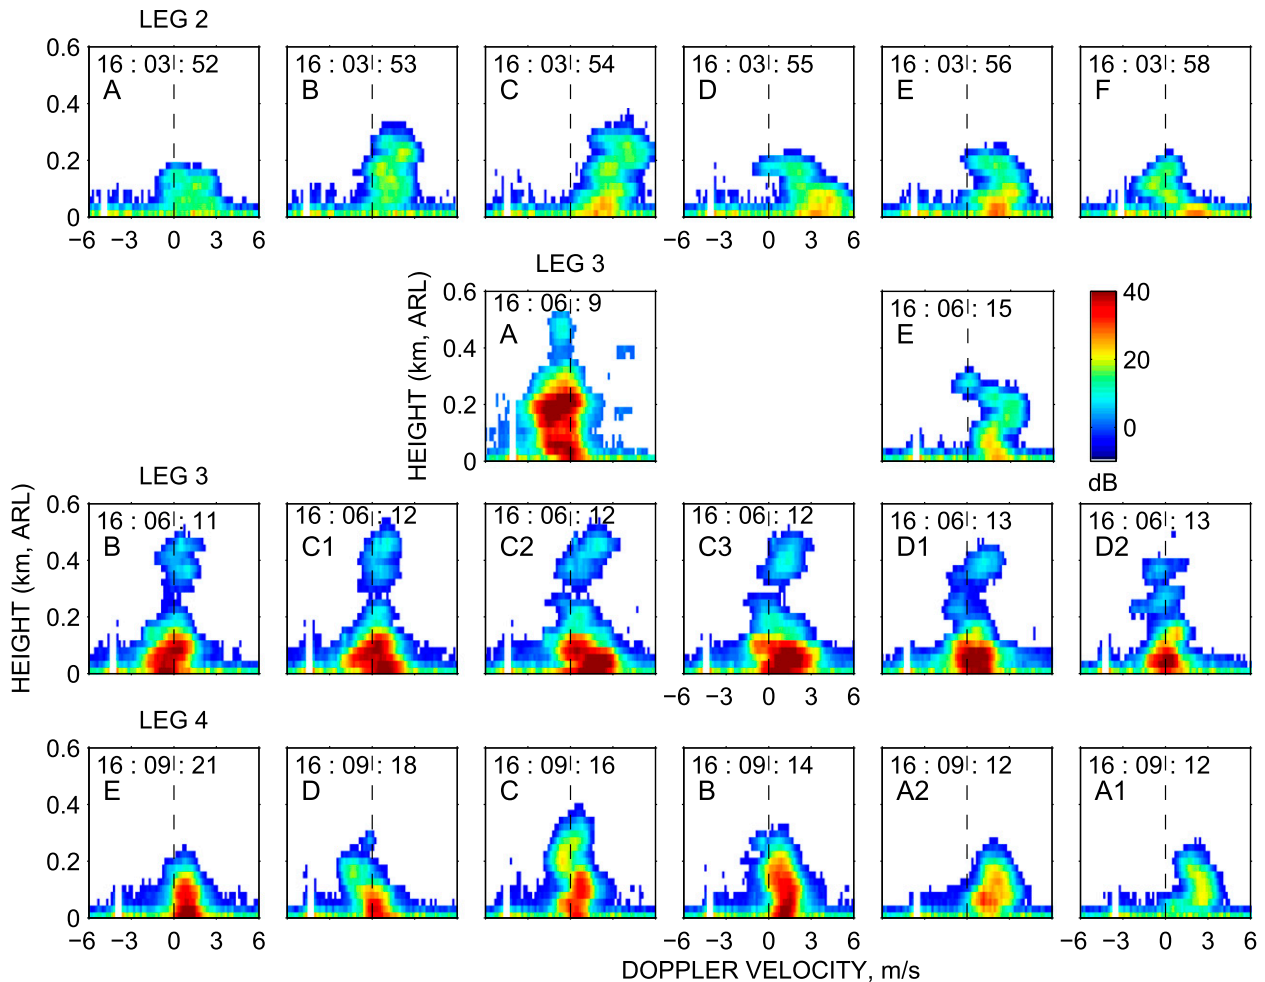 LEG 2
0.6
0.4
0.2
0
16 : 03 : 52
A
16 : 03 : 53
B
16 : 03 : 54
C
16 : 03 : 55
D
16 : 03 : 56
E
16 : 03 : 58
F
−6 −3 0 3 6
−6 −3 0 3 6
LEG 3
HEIGHT (km, ARL)
0.6
0.4
0.2
0
16 : 06 : 9
A
16 : 06 : 15
E
40
20
0
dB
LEG 3
HEIGHT (km, ARL)
0.6
0.4
0.2
0
16 : 06 : 11
B
16 : 06 : 12
C1
16 : 06 : 12
C2
16 : 06 : 12
C3
16 : 06 : 13
D1
16 : 06 : 13
D2
−6 −3 0 3 6
LEG 4
0.6
0.4
0.2
0
16 : 09 : 21
E
16 : 09 : 18
D
16 : 09 : 16
C
16 : 09 : 14
B
16 : 09 : 12
A2
16 : 09 : 12
A1
−6 −3 0 3 6
−6 −3 0 3 6
−6 −3 0 3 6
DOPPLER VELOCITY, m/s